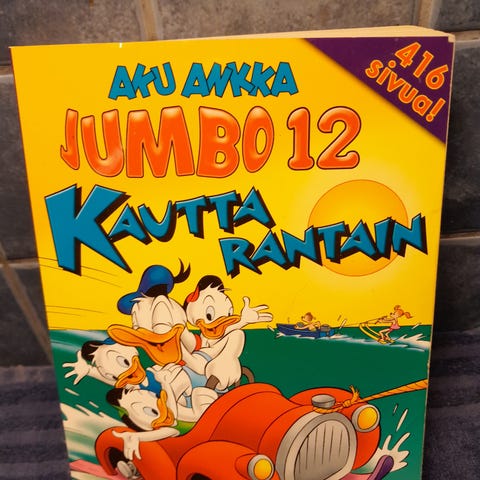 416
sivua!
AKU ANKKA
JUMBO 12
KAUTTA
RANTAIN